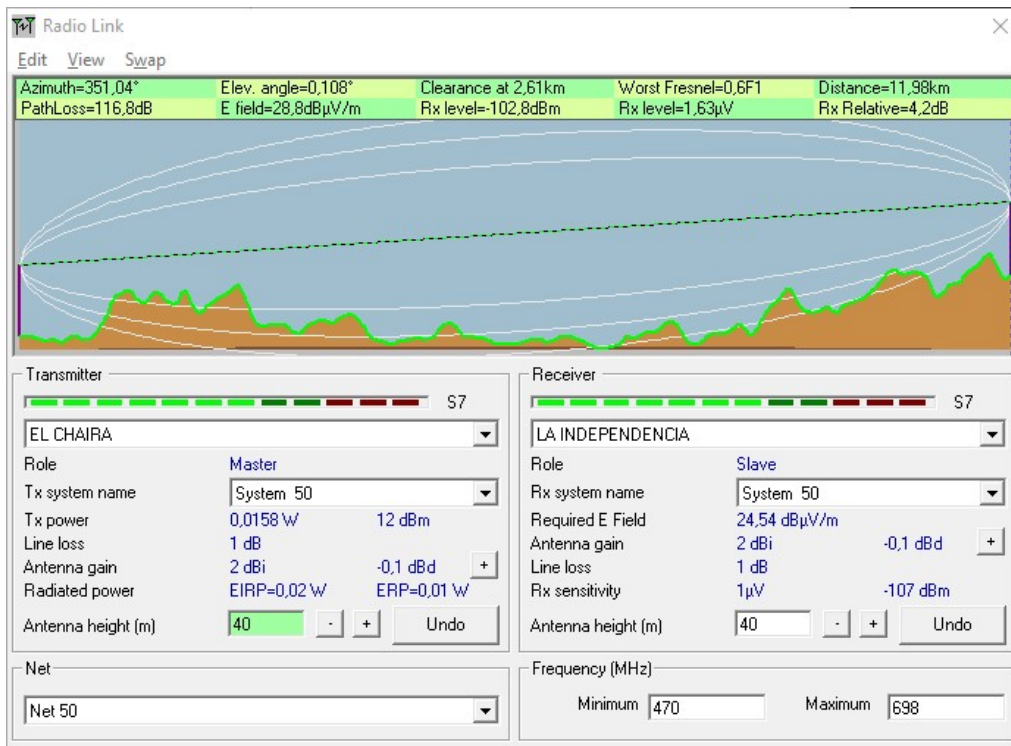 Radio Link
Edit View Swap
Azimuth=351,04° Elev. angle=0,108° Clearance at 2,61km Worst Fresnel=0,6F1 Distance=11,98km
PathLoss=116,8dB E field=28,8dBµV/m Rx level=-102,8dBm Rx level=1,63µV Rx Relative=4,2dB
Transmitter
S7
EL CHAIRA
Role Master
Tx system name System 50
Tx power 0,0158 W 12 dBm
Line loss 1 dB
Antenna gain 2 dBi -0,1 dBd +
Radiated power EIRP=0,02 W ERP=0,01 W
Antenna height (m) 40 - + Undo
Net
Net 50
Receiver
S7
LA INDEPENDENCIA
Role Slave
Rx system name System 50
Required E Field 24,54 dBµV/m
Antenna gain 2 dBi -0,1 dBd +
Line loss 1 dB
Rx sensitivity 1µV -107 dBm
Antenna height (m) 40 - + Undo
Frequency (MHz)
Minimum 470 Maximum 698